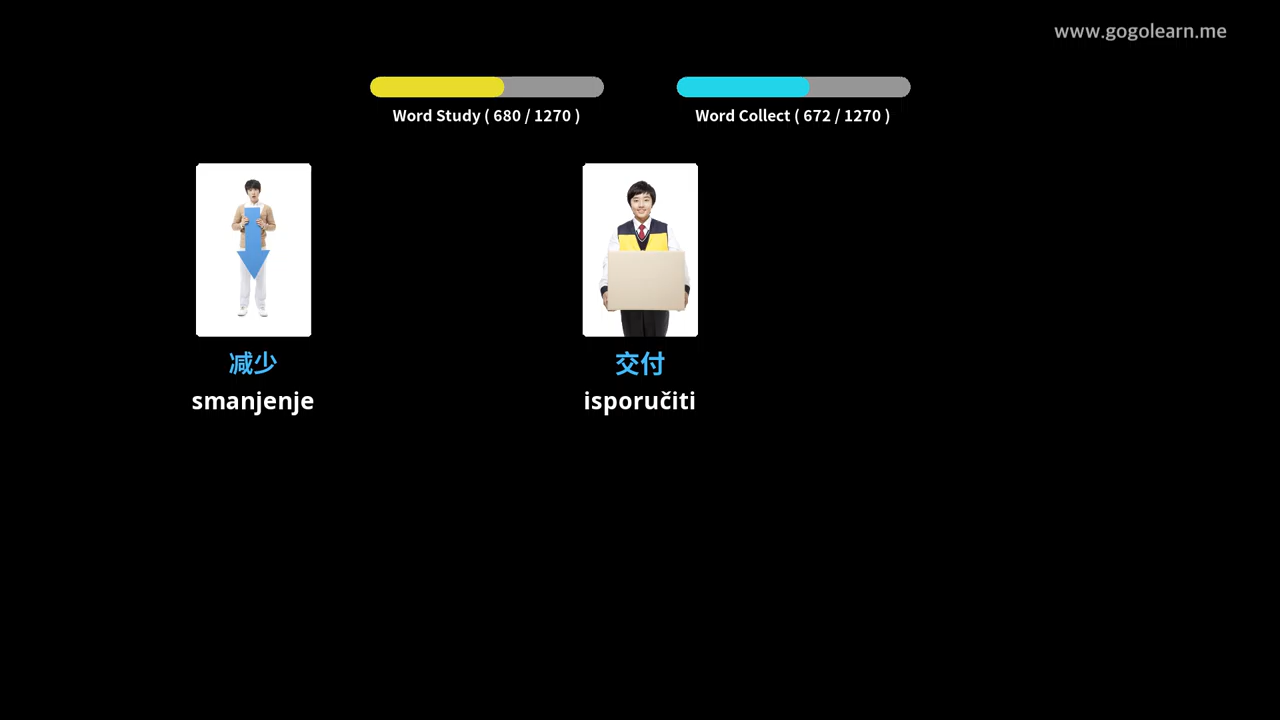 www.gogolearn.me
Word Study ( 680 / 1270 )
Word Collect ( 672 / 1270 )
减少
smanjenje
交付
isporučiti